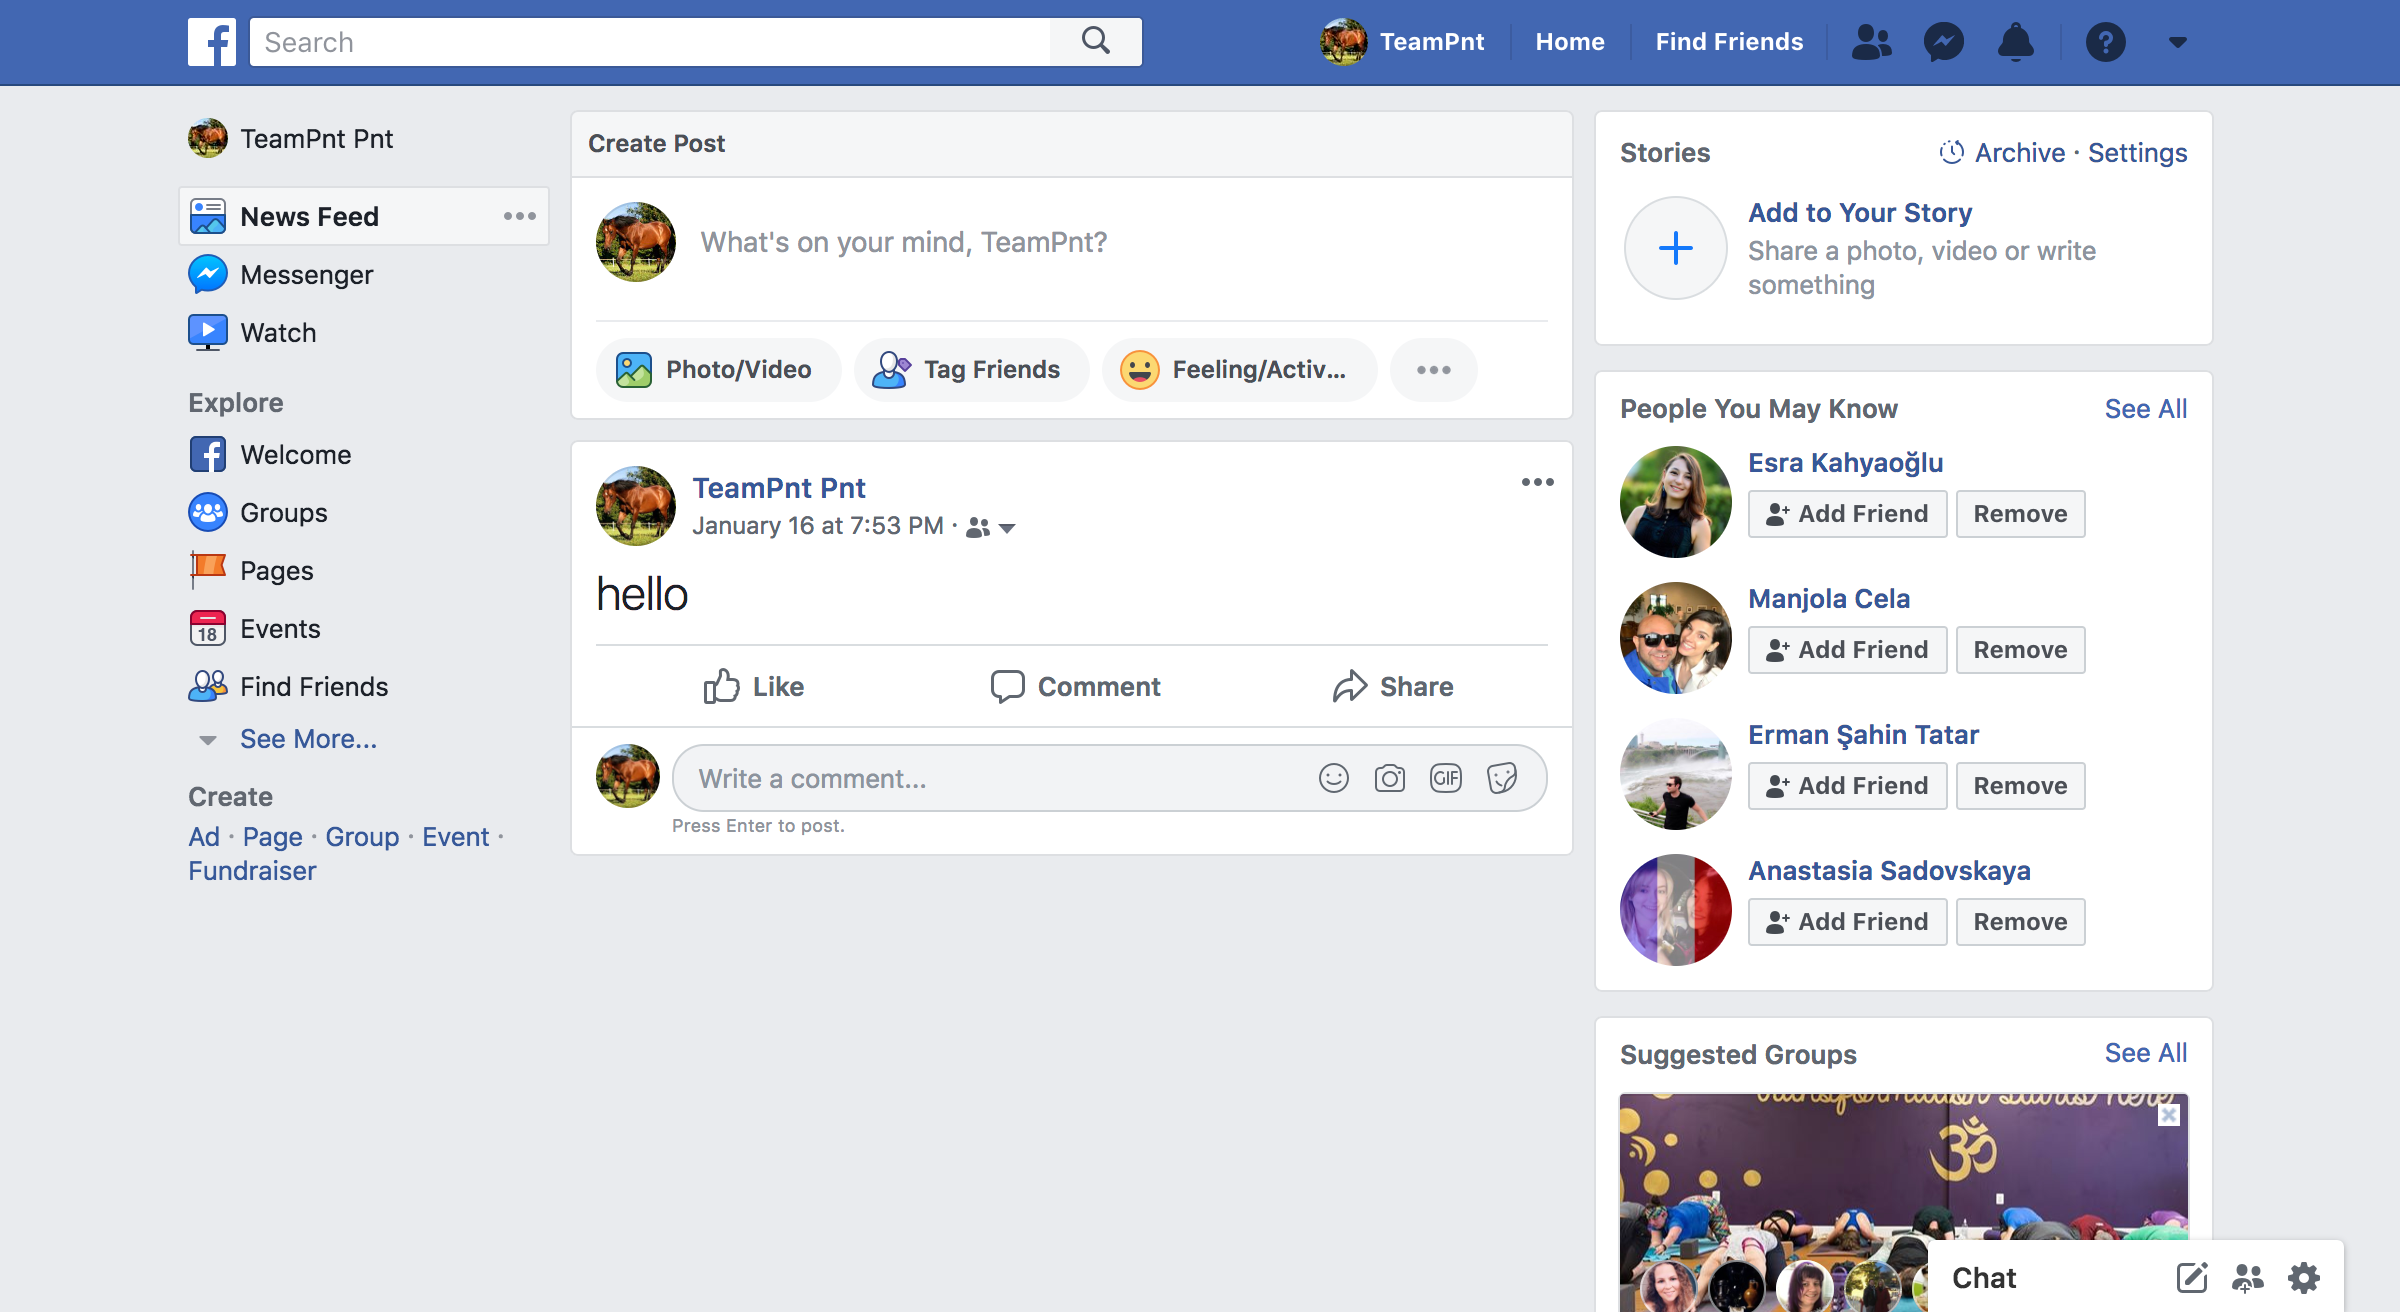 Search
TeamPnt
Home
Find Friends
?
TeamPnt Pnt
News Feed
Messenger
Watch
Explore
Welcome
Groups
Pages
18
Events
Find Friends
See More...
Create
Ad · Page · Group · Event ·
Fundraiser
Create Post
What's on your mind, TeamPnt?
Photo/Video
Tag Friends
Feeling/Activ...
TeamPnt Pnt
January 16 at 7:53 PM ·
hello
Like
Comment
Share
Write a comment...
GIF
Press Enter to post.
Stories
Archive · Settings
Add to Your Story
Share a photo, video or write
something
People You May Know
See All
Esra Kahyaoğlu
Add Friend
Remove
Manjola Cela
Add Friend
Remove
Erman Şahin Tatar
Add Friend
Remove
Anastasia Sadovskaya
Add Friend
Remove
Suggested Groups
See All
transformation starts here
ॐ
Chat